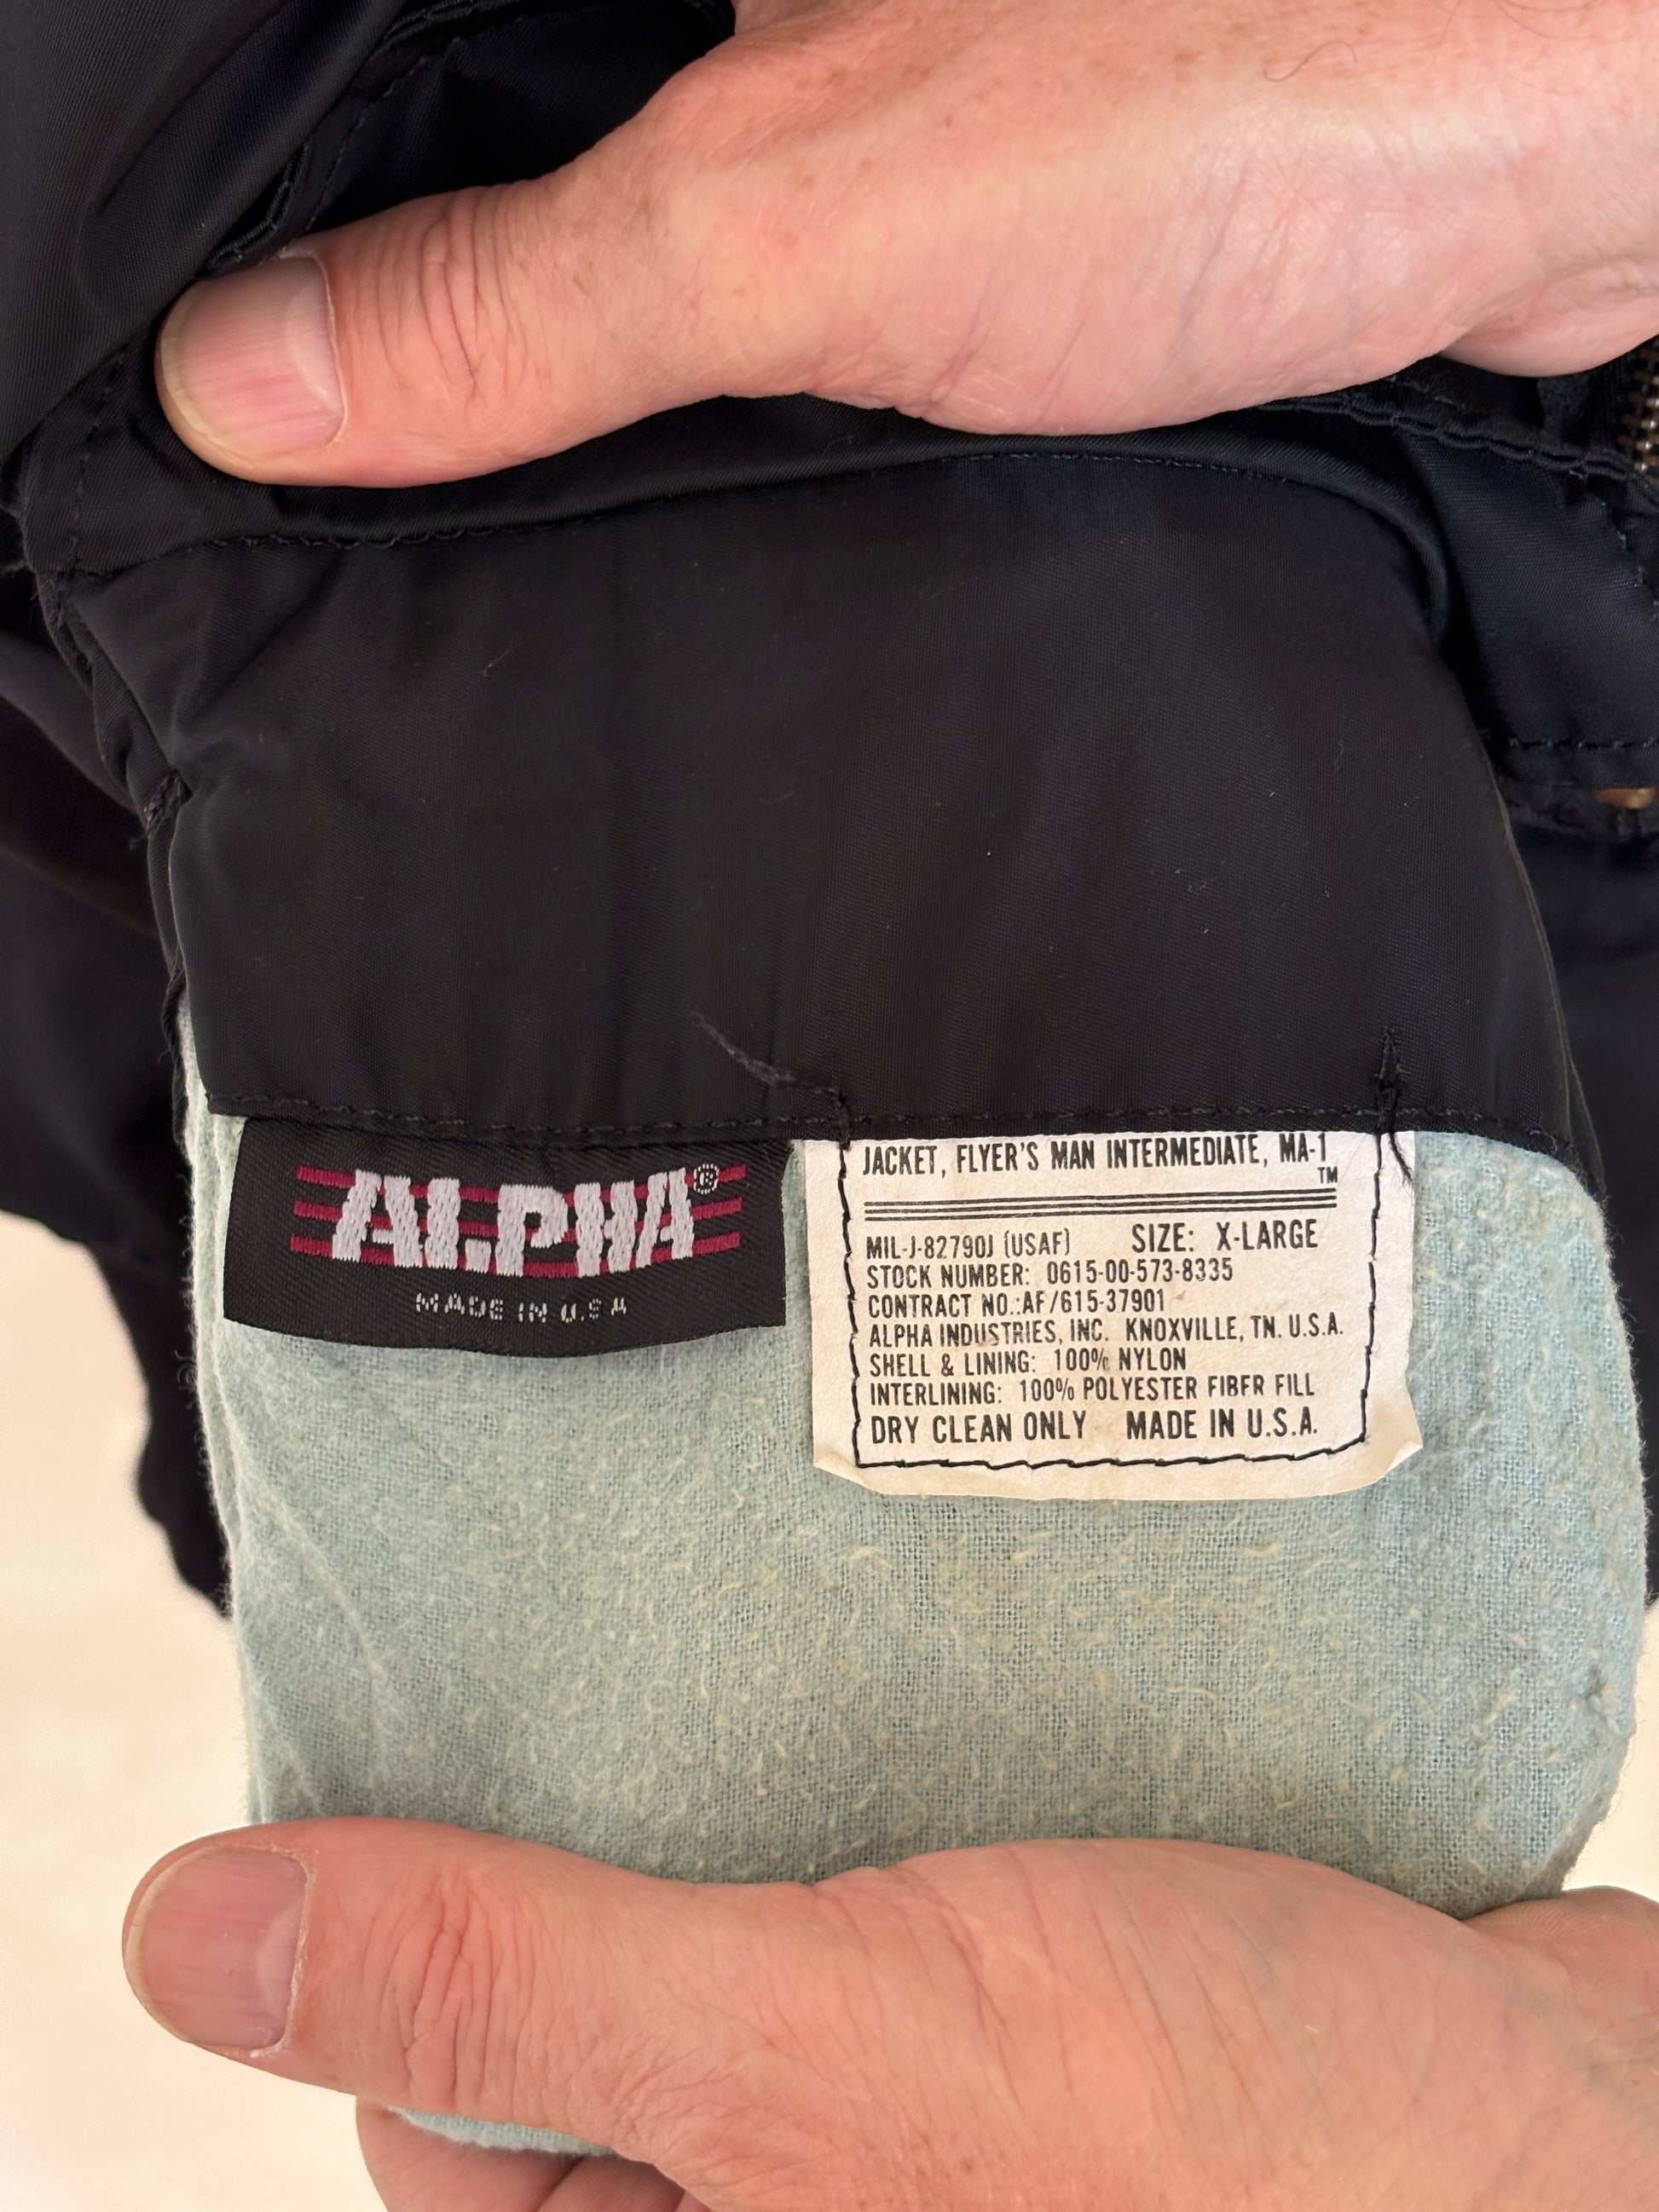 ALPHA®
MADE IN U.S.A
JACKET, FLYER'S MAN INTERMEDIATE, MA-1
TM
MIL-J-82790J (USAF) SIZE: X-LARGE
STOCK NUMBER: 0615-00-573-8335
CONTRACT NO.:AF/615-37901
ALPHA INDUSTRIES, INC. KNOXVILLE, TN. U.S.A.
SHELL & LINING: 100% NYLON
INTERLINING: 100% POLYESTER FIBER FILL
DRY CLEAN ONLY MADE IN U.S.A.